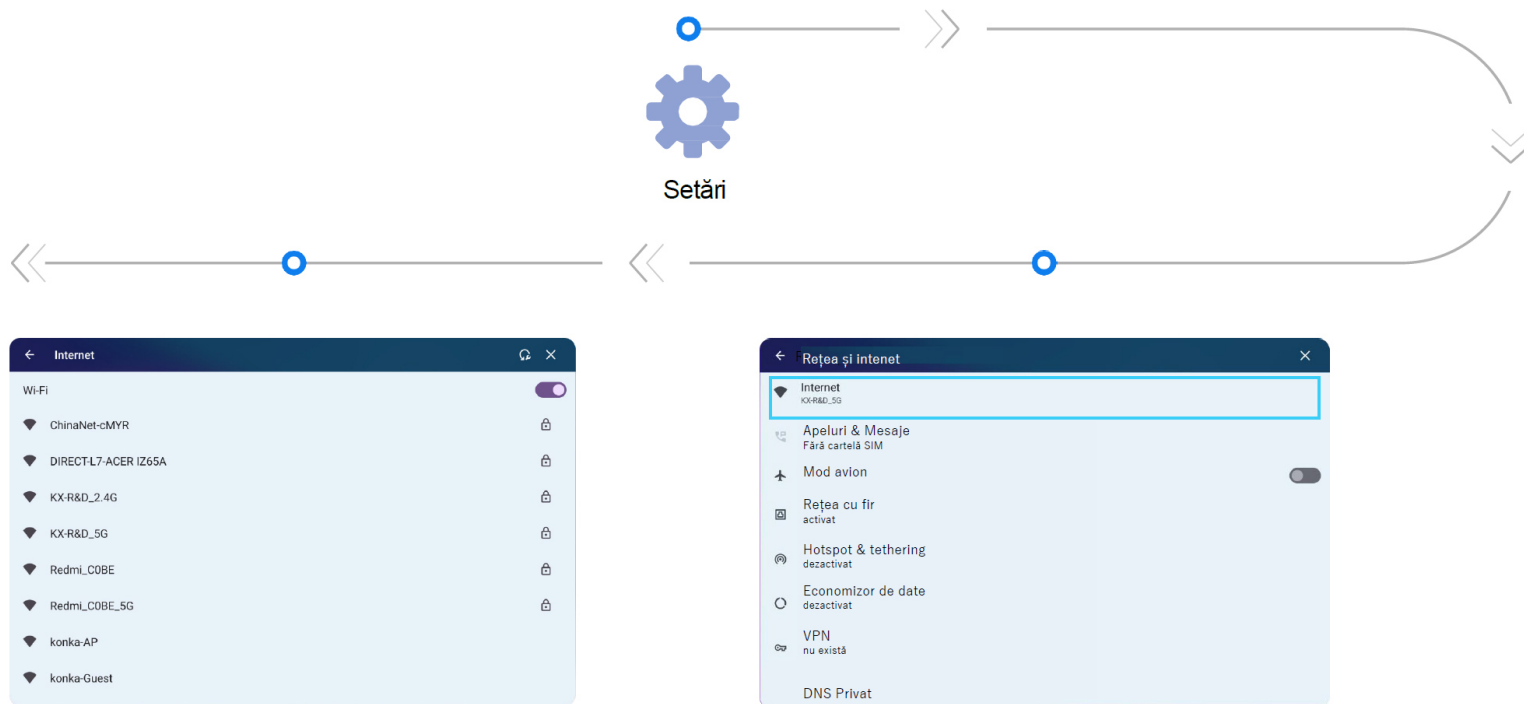 Setări
Internet
Wi-Fi
ChinaNet-cMYR
DIRECT-L7-ACER IZ65A
KX-R&D_2.4G
KX-R&D_5G
Redmi_C0BE
Redmi_C0BE_5G
konka-AP
konka-Guest
Rețea și intenet
Internet
KX-R&D_5G
Apeluri & Mesaje
Fără cartelă SIM
Mod avion
Rețea cu fir
activat
Hotspot & tethering
dezactivat
Economizor de date
dezactivat
VPN
nu există
DNS Privat